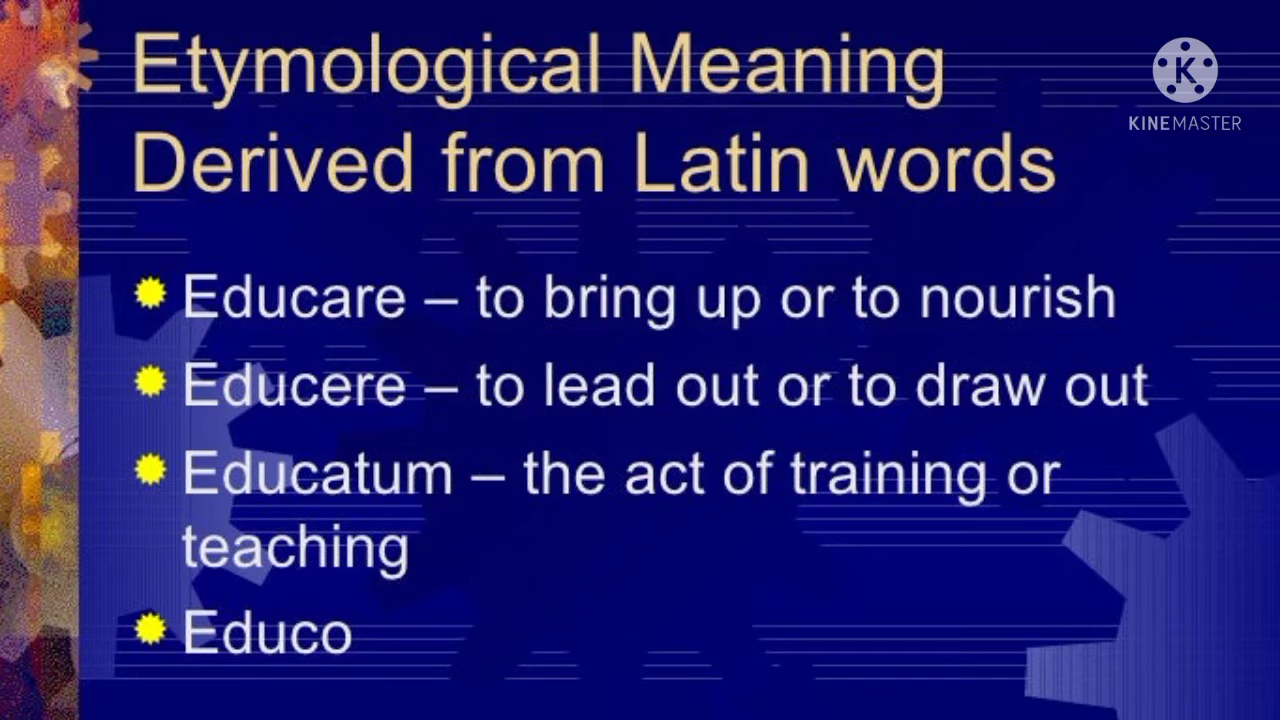 Etymological Meaning
Derived from Latin words
K
KINEMASTER
Educare – to bring up or to nourish
Educere – to lead out or to draw out
Educatum – the act of training or
teaching
Educo